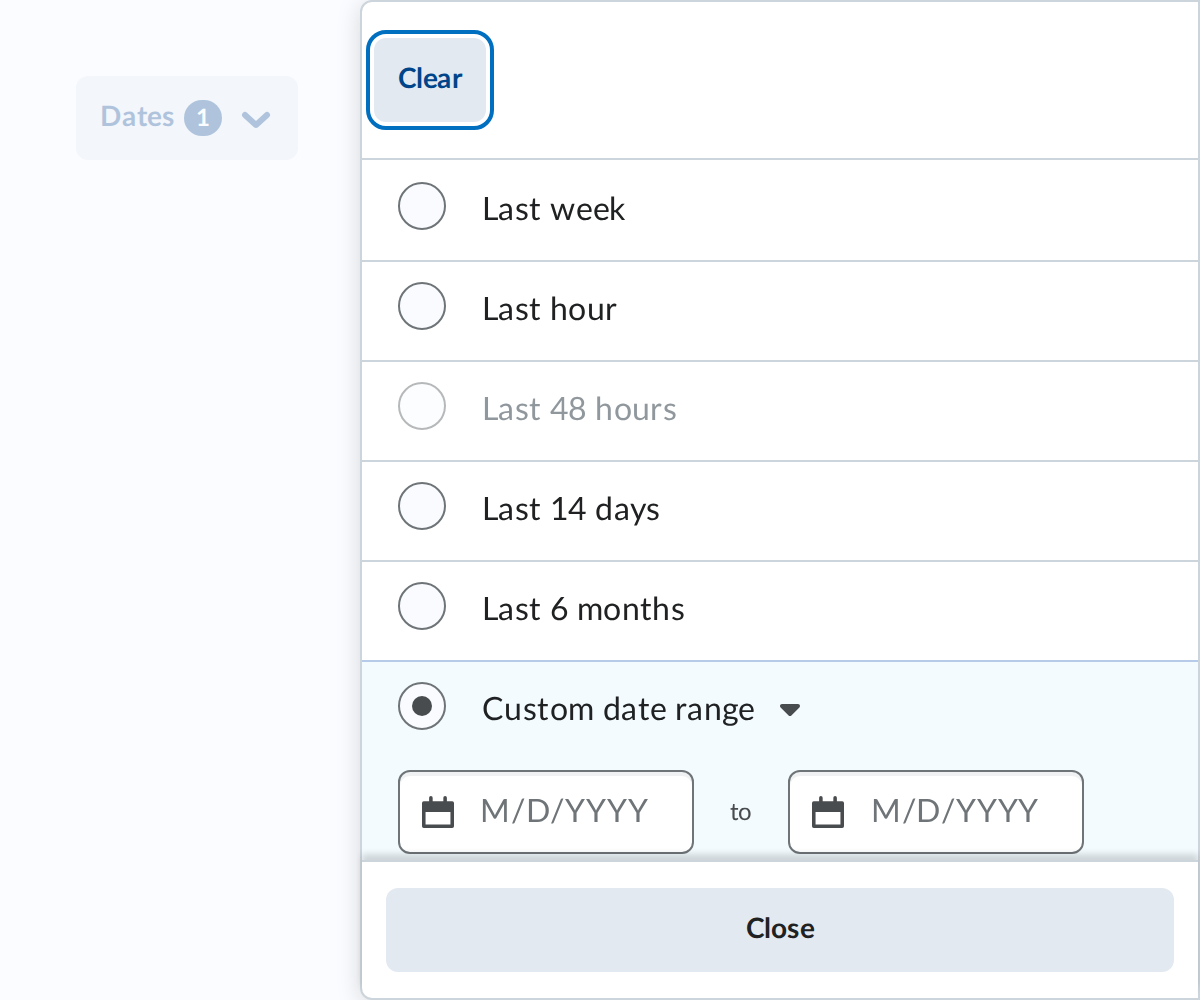 Clear
Dates 1
Last week
Last hour
Last 48 hours
Last 14 days
Last 6 months
Custom date range
M/D/YYYY to M/D/YYYY
Close